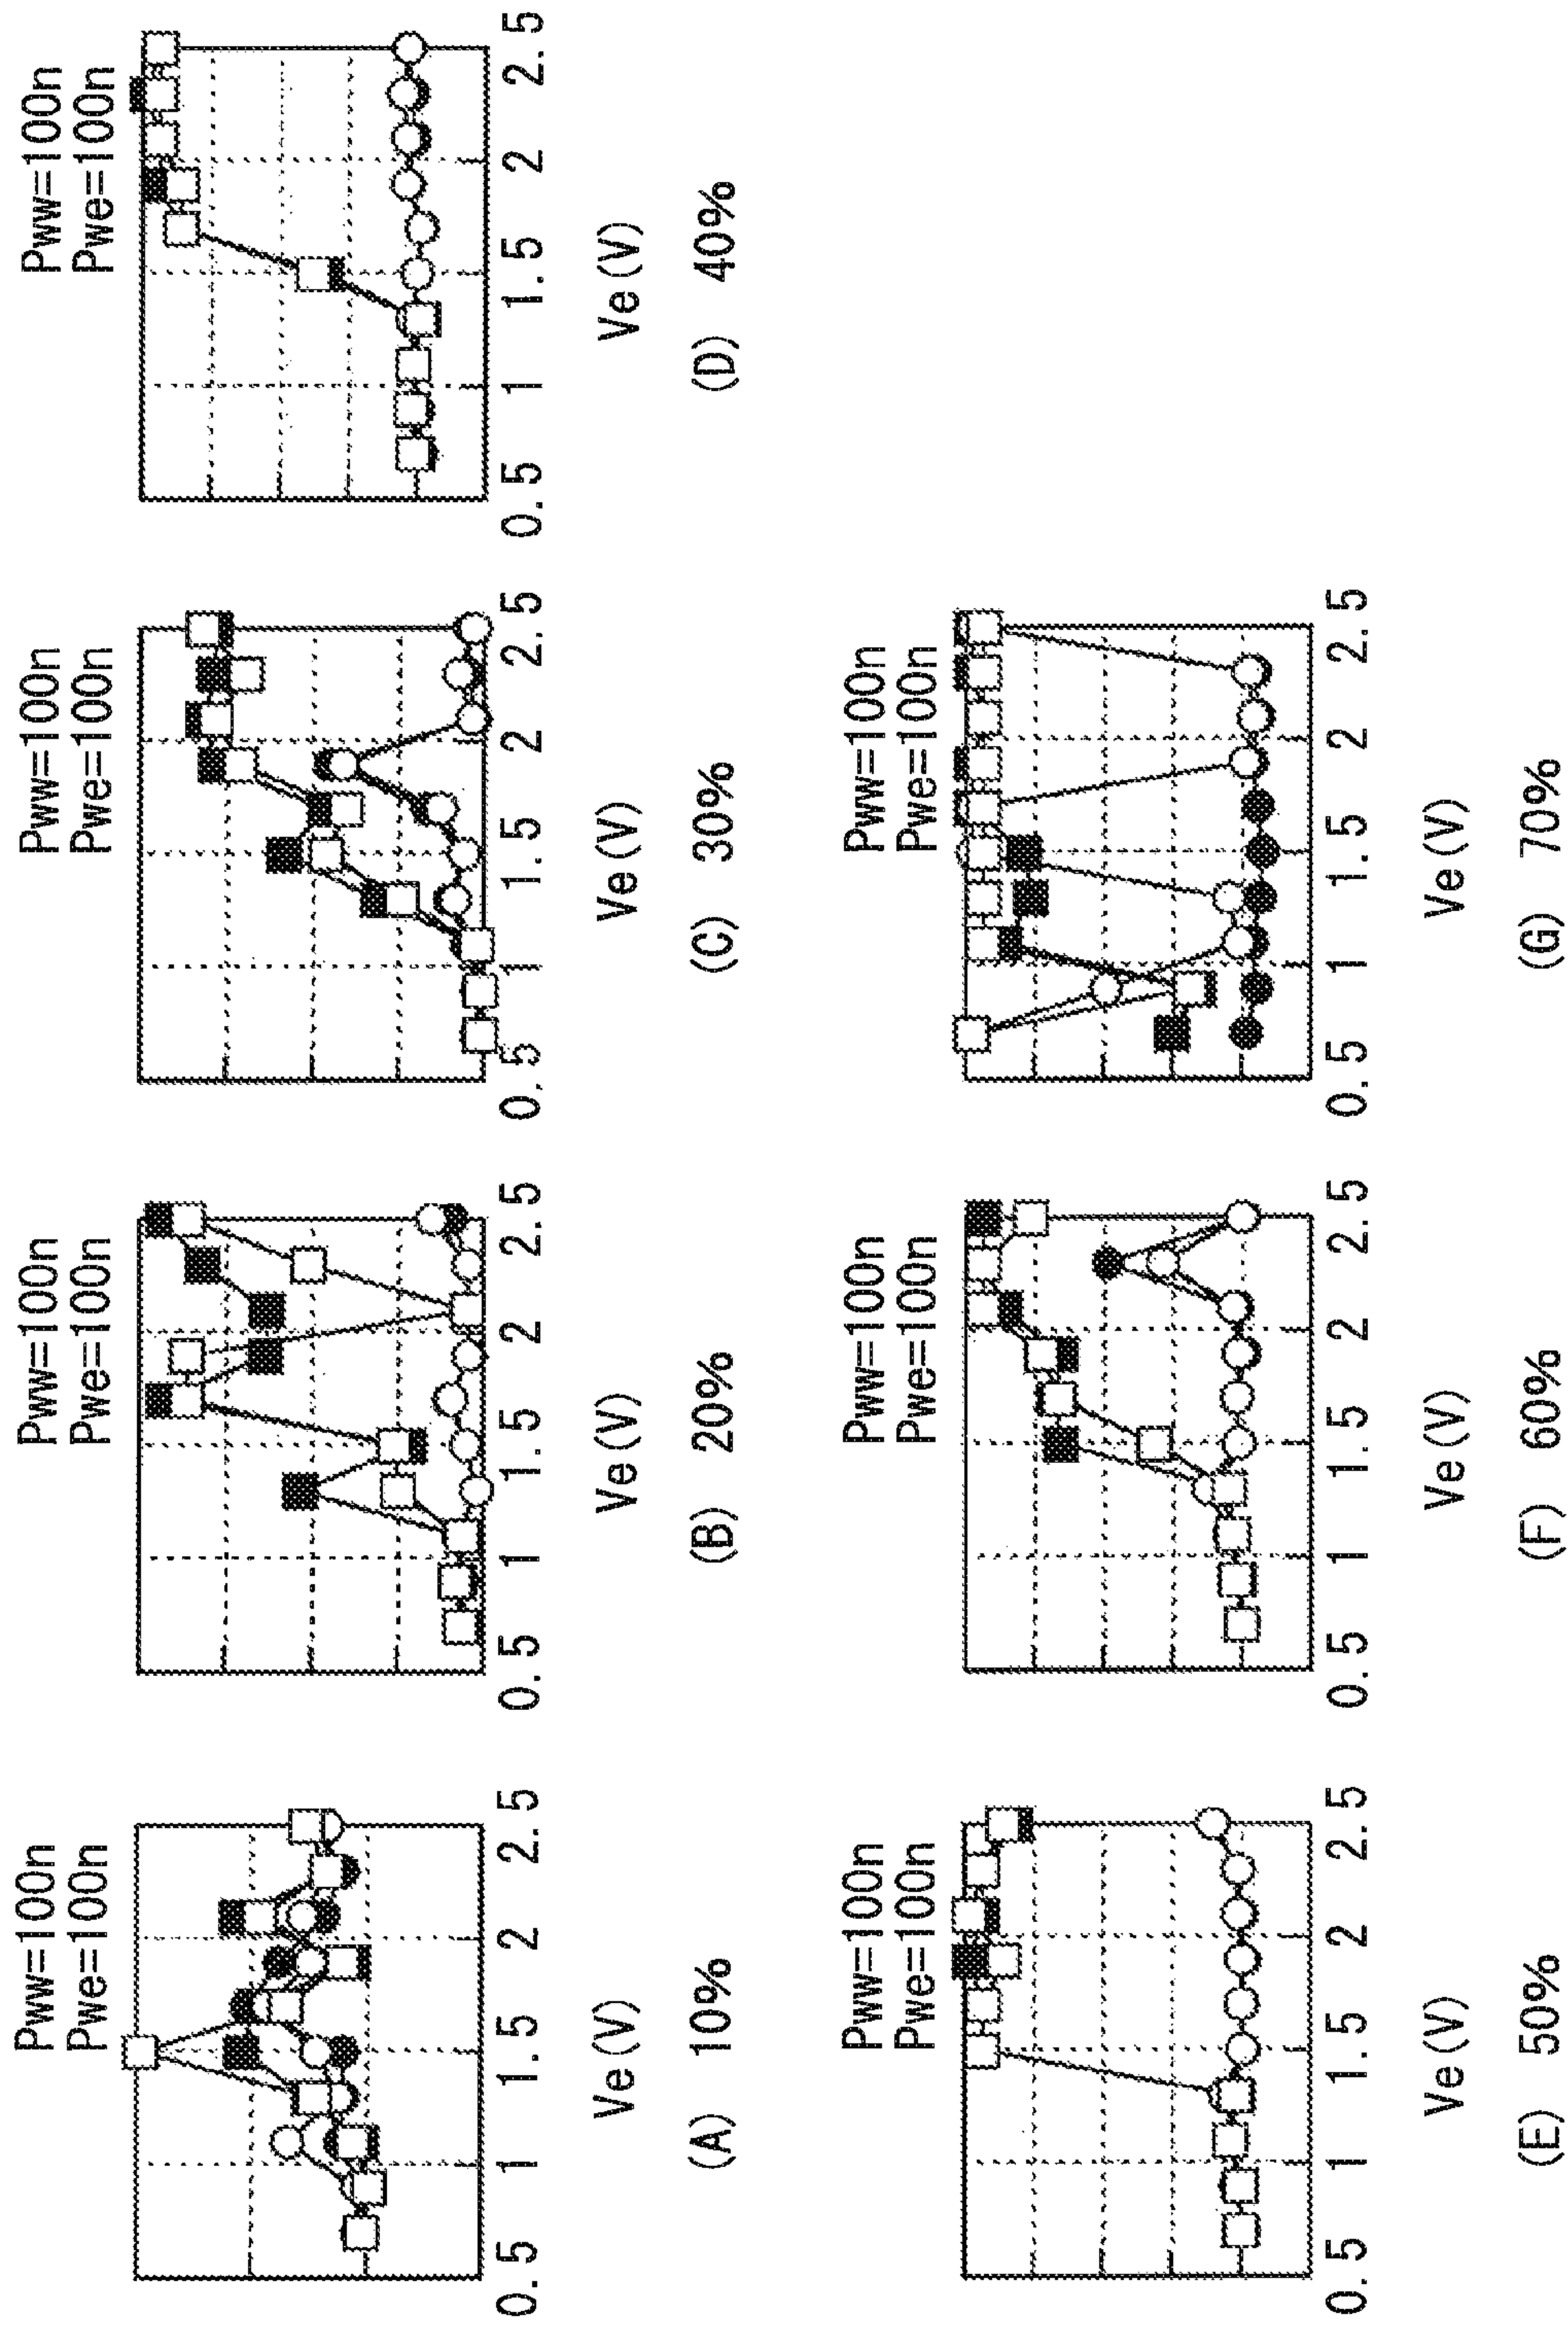 Pww=100n
Pwe=100n
0.5
1
1.5
2
2.5
Ve(V)
(A) 10%
Pww=100n
Pwe=100n
0.5
1
1.5
2
2.5
Ve(V)
(B) 20%
Pww=100n
Pwe=100n
0.5
1
1.5
2
2.5
Ve(V)
(C) 30%
Pww=100n
Pwe=100n
0.5
1
1.5
2
2.5
Ve(V)
(D) 40%
Pww=100n
Pwe=100n
0.5
1
1.5
2
2.5
Ve(V)
(E) 50%
Pww=100n
Pwe=100n
0.5
1
1.5
2
2.5
Ve(V)
(F) 60%
Pww=100n
Pwe=100n
0.5
1
1.5
2
2.5
Ve(V)
(G) 70%